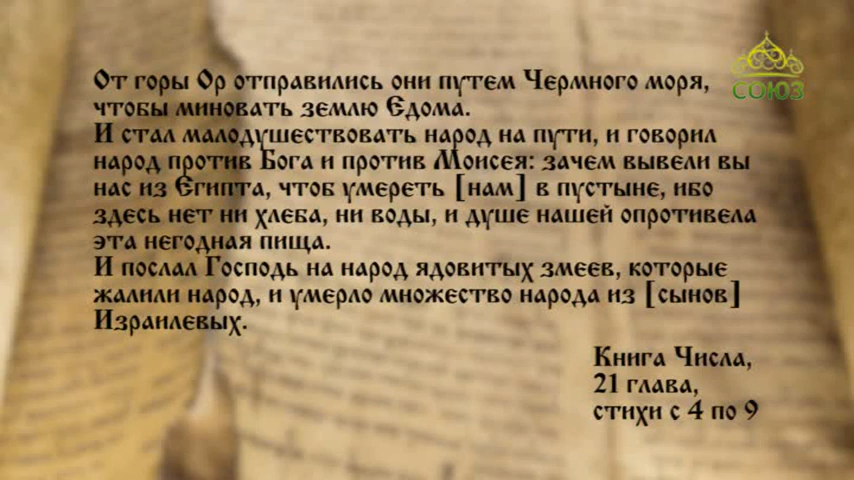 СОЮЗ
От горы Ор отправились они путем Чермного моря,
чтобы миновать землю Едома.
И стал малодушествовать народ на пути, и говорил
народ против Бога и против Моисея: зачем вывели вы
нас из Египта, чтоб умереть [нам] в пустыне, ибо
здесь нет ни хлеба, ни воды, и душе нашей опротивела
эта негодная пища.
И послал Господь на народ ядовитых змеев, которые
жалили народ, и умерло множество народа из [сынов]
Израилевых.
Книга Числа,
21 глава,
стихи с 4 по 9